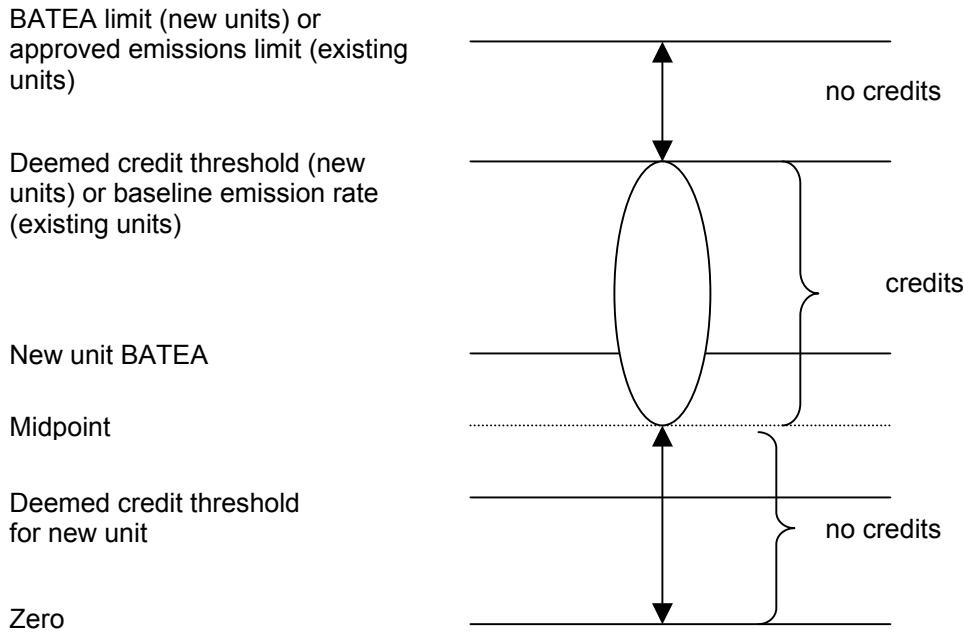 BATEA limit (new units) or
approved emissions limit (existing
units)
no credits
Deemed credit threshold (new
units) or baseline emission rate
(existing units)
credits
New unit BATEA
Midpoint
Deemed credit threshold
for new unit
no credits
Zero